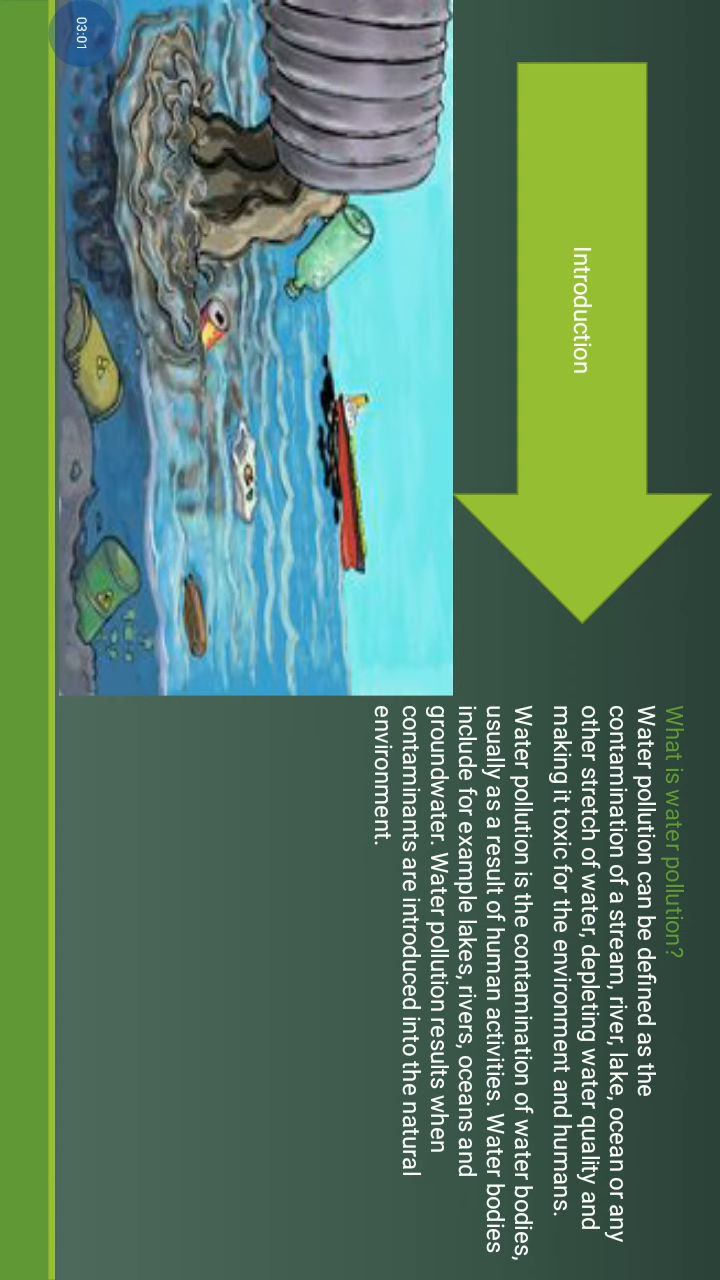 Introduction
What is water pollution?
Water pollution can be defined as the
contamination of a stream, river, lake, ocean or any
other stretch of water, depleting water quality and
making it toxic for the environment and humans.
Water pollution is the contamination of water bodies,
usually as a result of human activities. Water bodies
include for example lakes, rivers, oceans and
groundwater. Water pollution results when
contaminants are introduced into the natural
environment.
03:01